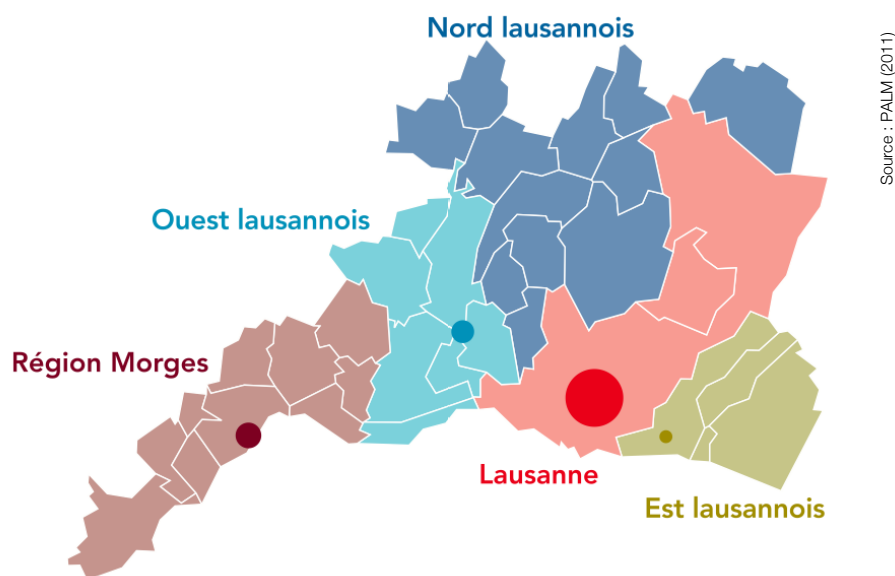 Nord lausannois
Source : PALM (2011)
Ouest lausannois
Région Morges
Lausanne
Est lausannois